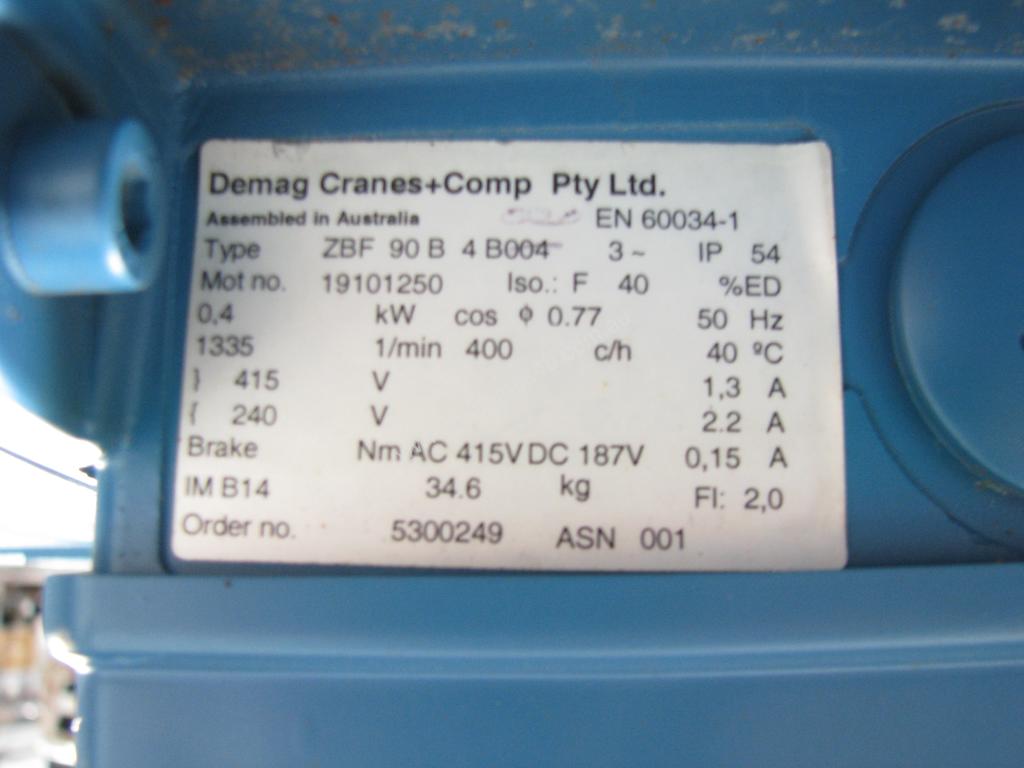 Demag Cranes+Comp Pty Ltd.
Assembled in Australia EN 60034-1
Type ZBF 90 B 4 B004 3 ~ IP 54
Mot no. 19101250 Iso.: F 40 %ED
0,4 kW cos ϕ 0.77 50 Hz
1335 1/min 400 c/h 40 ºC
} 415 V 1,3 A
{ 240 V 2.2 A
Brake Nm AC 415V DC 187V 0,15 A
IM B14 34.6 kg FI: 2,0
Order no. 5300249 ASN 001